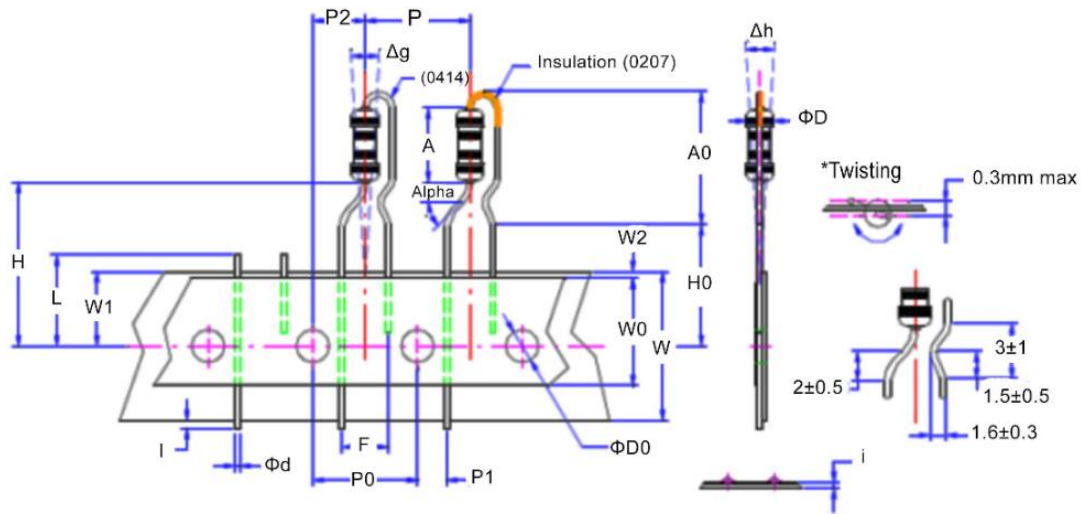 P2
P
Δh
Δg
Insulation (0207)
(0414)
ΦD
A
A0
*Twisting
0.3mm max
Alpha
H
W2
L
W1
H0
W0
W
3±1
2±0.5
1.5±0.5
1.6±0.3
I
F
ΦD0
Φd
P0
P1
i